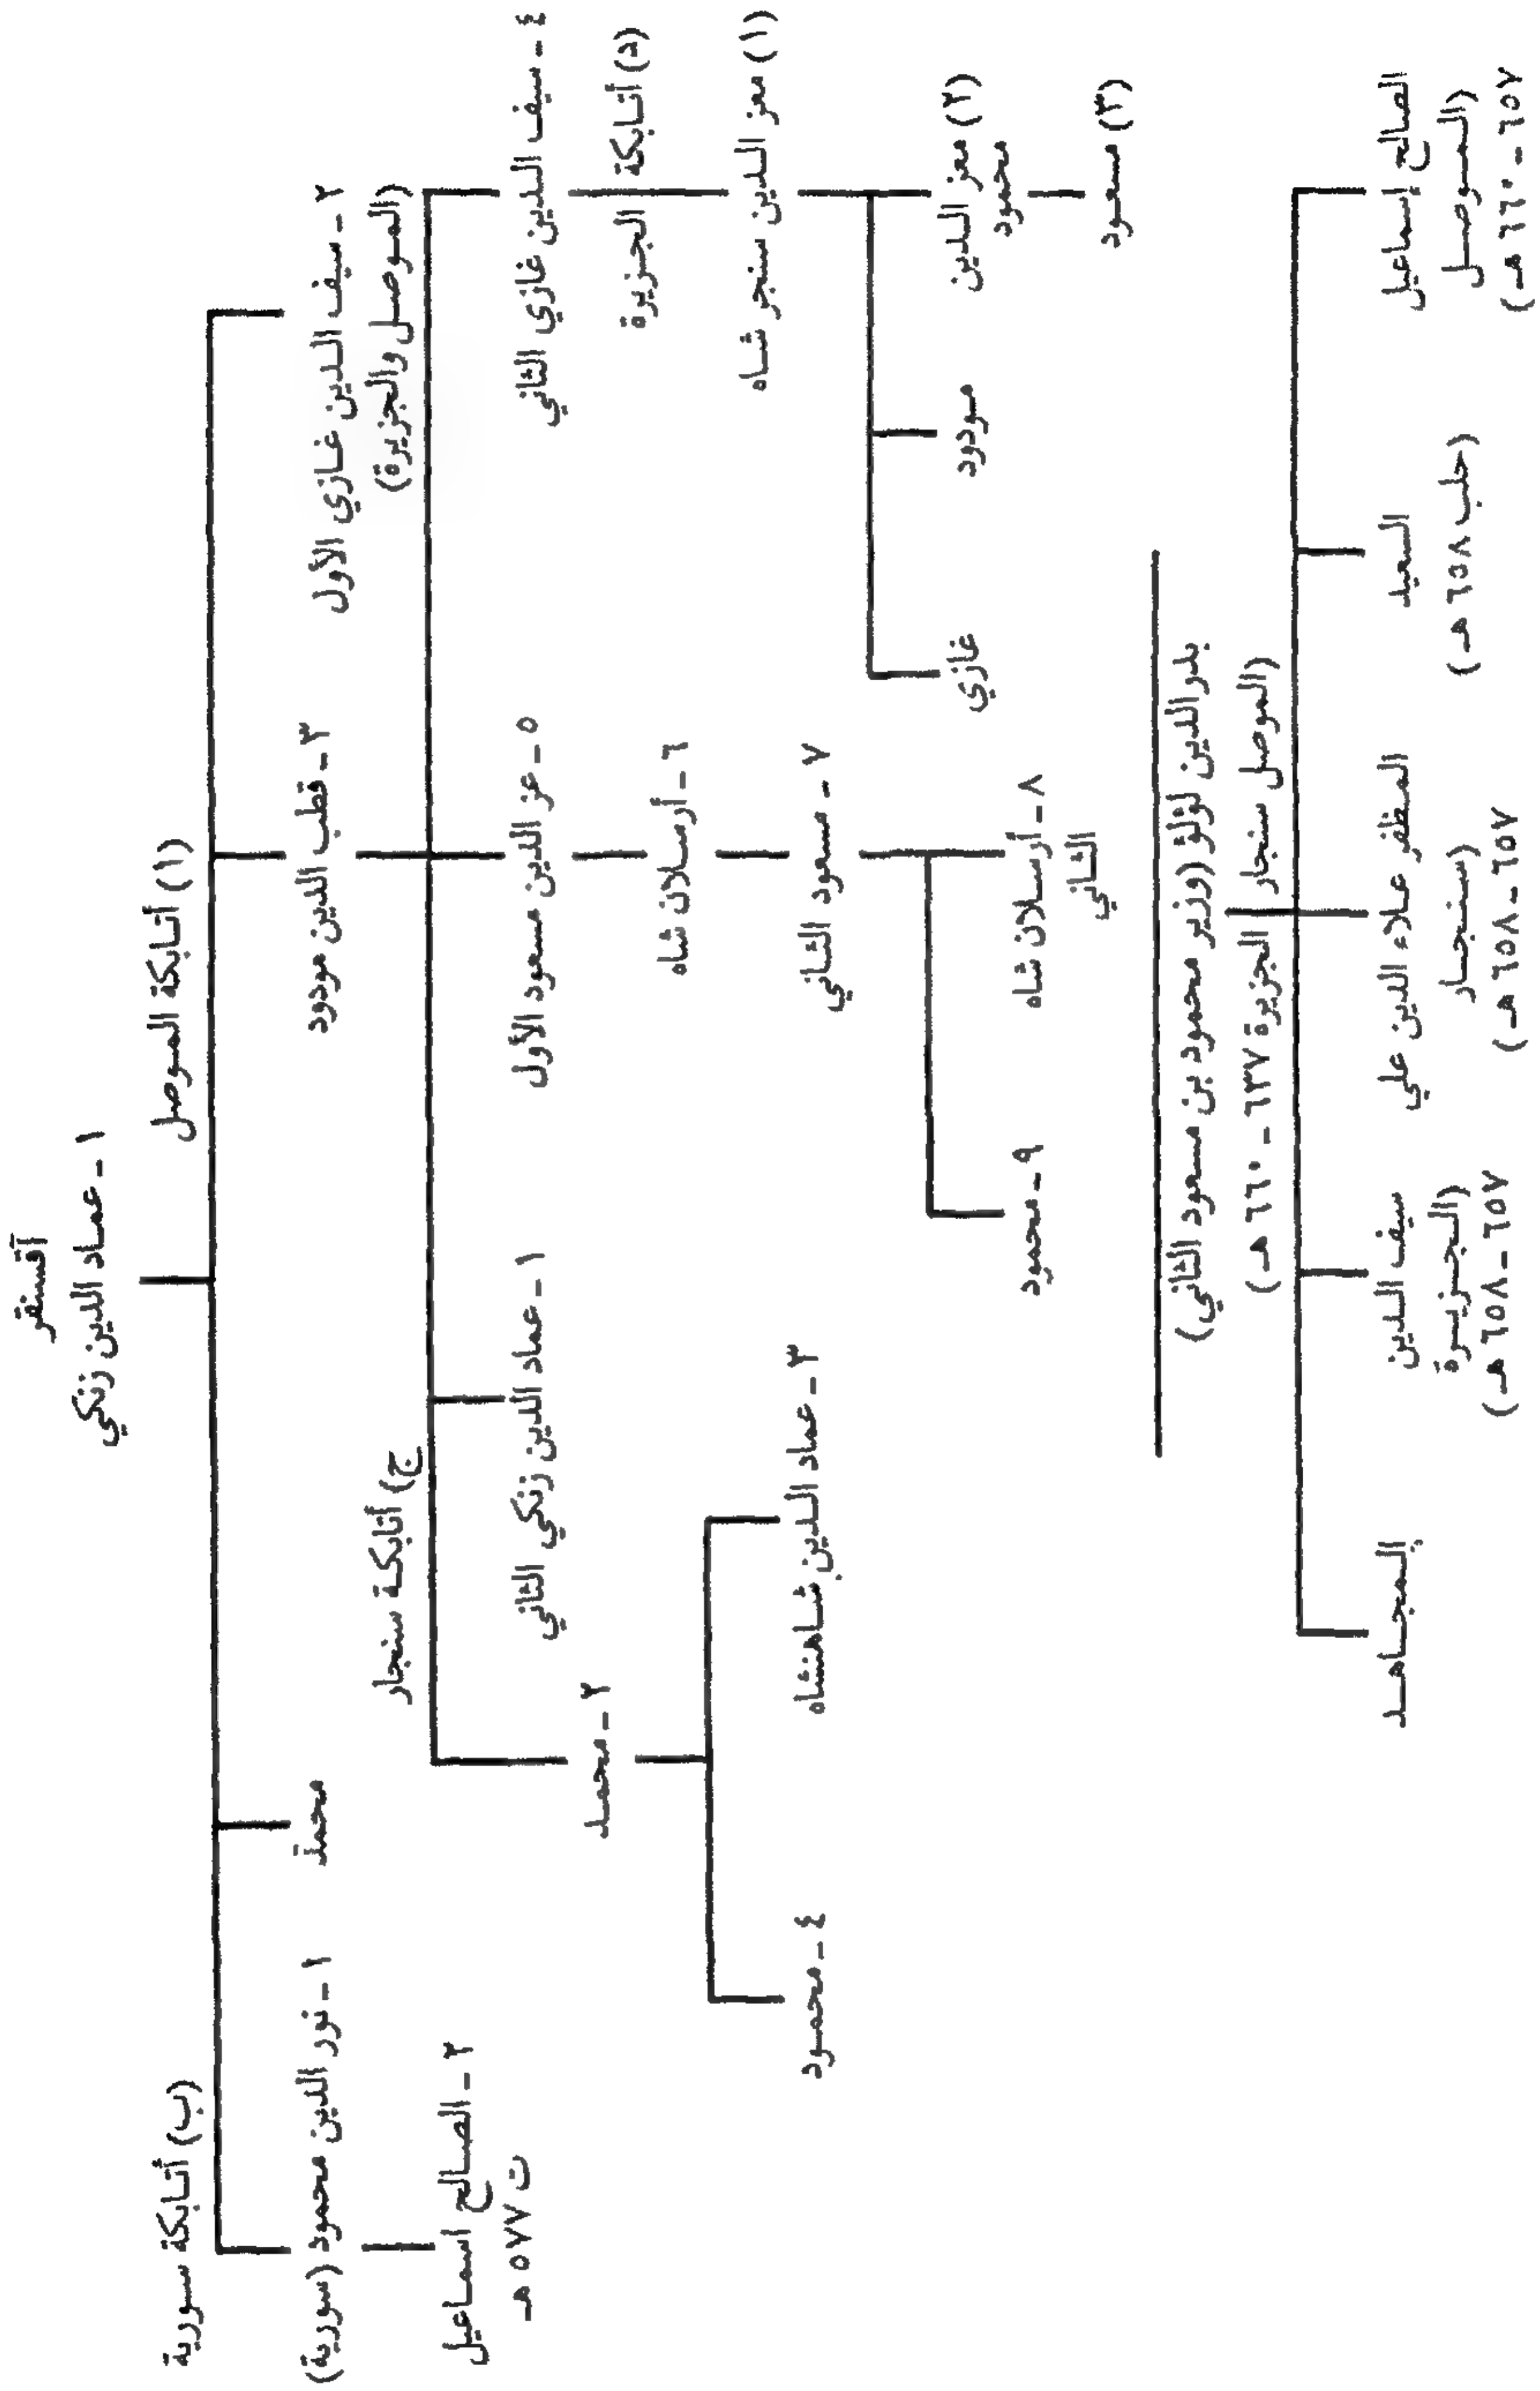 آقسنقر
١ - عماد الدين زنكي
(١) أتابكة الموصل
(ب) أتابكة سورية
٢ - سيف الدين غازي الأول
(الموصل والجزيرة)
٣ - قطب الدين مودود
محمد
١ - نور الدين محمود (سورية)
٢ - الصالح اسماعيل
ت ٥٧٧ هـ
ج) أتابكة سنجار
٤ - سيف الدين غازي الثاني
٥ - عز الدين مسعود الأول
١ - عماد الدين زنكي الثاني
٢ - محمد
(د) أتابكة الجزيرة
٦ - أرسلان شاه
(١) معز الدين سنجر شاه
٧ - مسعود الثاني
٣ - عماد الدين شاهنشاه
٤ - محمود
(٢) معز الدين
محمود
مودود
غازي
٨ - أرسلان شاه
الثاني
٩ - محمود
(٣) مسعود
بدر الدين لؤلؤ (وزير محمود بن مسعود الثاني)
(الموصل سنجار الجزيرة ٦٣٧ - ٦٦٠ هـ)
الصالح إسماعيل
(الموصل
٦٥٧ - ٦٦٠ هـ)
السعيد
(حلب ٦٥٨ هـ)
المظفر علاء الدين علي
(سنجار
٦٥٧ - ٦٥٨ هـ)
سيف الدين
(الجزيرة
٦٥٧ - ٦٥٨ هـ)
المجاهد